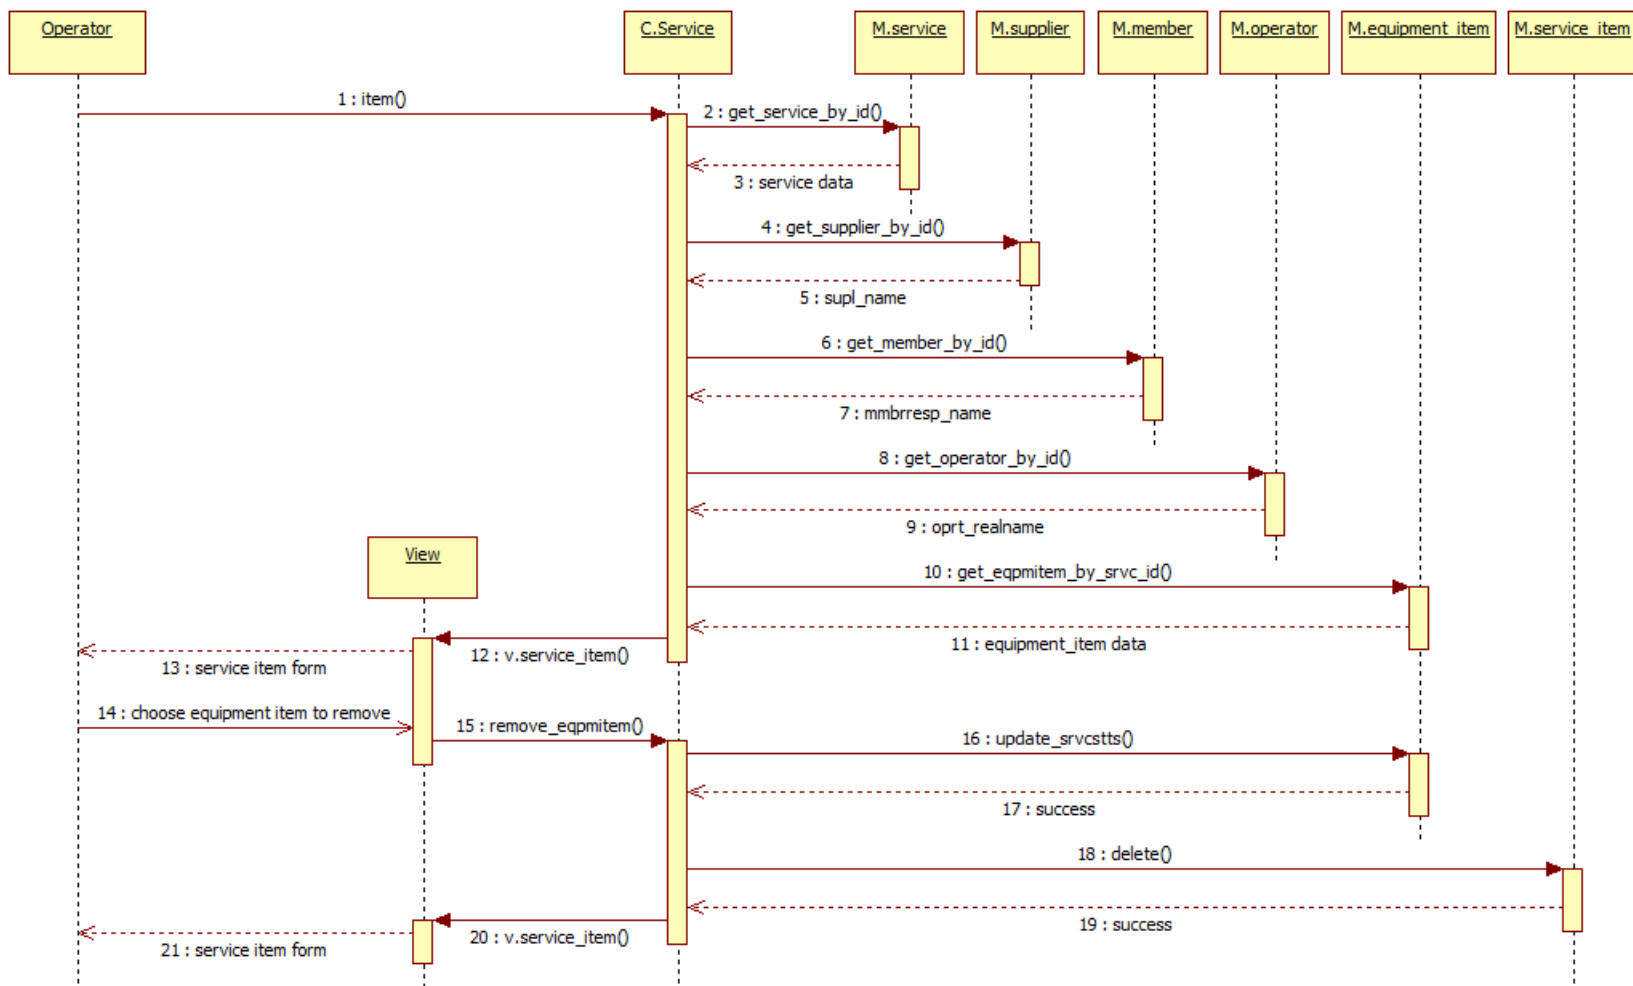 Operator
C.Service
M.service
M.supplier
M.member
M.operator
M.equipment_item
M.service_item
1 : item()
2 : get_service_by_id()
3 : service data
4 : get_supplier_by_id()
5 : supl_name
6 : get_member_by_id()
7 : mmbrresp_name
8 : get_operator_by_id()
9 : oprt_realname
View
10 : get_eqpmitem_by_srvc_id()
11 : equipment_item data
12 : v.service_item()
13 : service item form
14 : choose equipment item to remove
15 : remove_eqpmitem()
16 : update_srvcstts()
17 : success
18 : delete()
19 : success
20 : v.service_item()
21 : service item form